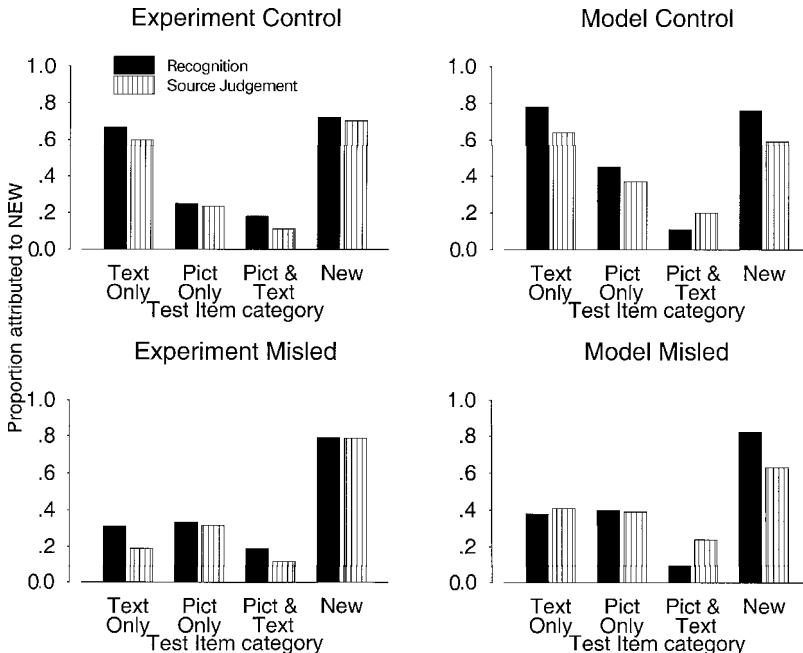 Experiment Control
Model Control
Recognition
Source Judgement
Proportion attributed to NEW
1.0
.8
.6
.4
.2
0.0
Text Only
Pict Only
Pict & Text
New
Test Item category
1.0
.8
.6
.4
.2
0.0
Text Only
Pict Only
Pict & Text
New
Test Item category
Experiment Misled
Model Misled
1.0
.8
.6
.4
.2
0.0
Text Only
Pict Only
Pict & Text
New
Test Item category
1.0
.8
.6
.4
.2
0.0
Text Only
Pict Only
Pict & Text
New
Test Item category